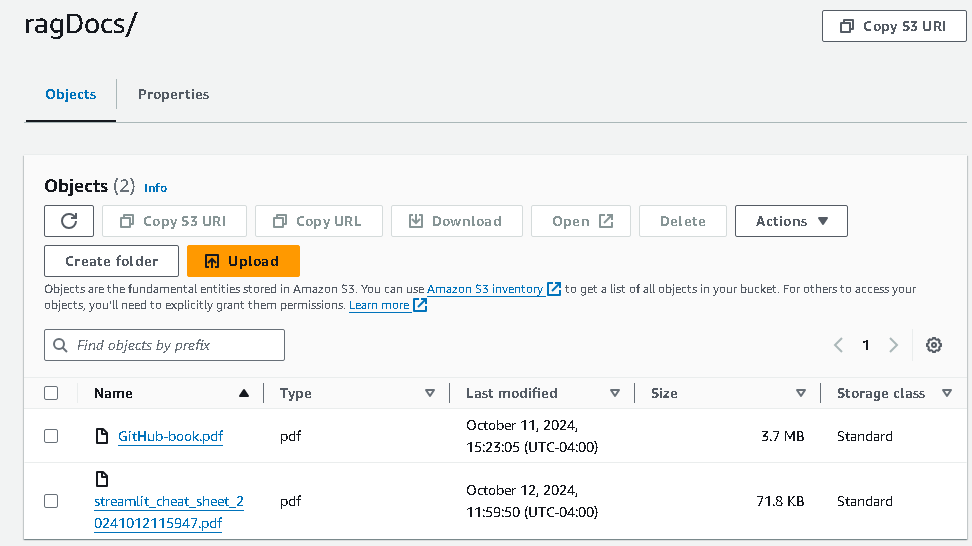 ragDocs/
Copy S3 URI
Objects
Properties
Objects (2) Info
Copy S3 URI
Copy URL
Download
Open
Delete
Actions
Create folder
Upload
Objects are the fundamental entities stored in Amazon S3. You can use Amazon S3 inventory to get a list of all objects in your bucket. For others to access your
objects, you'll need to explicitly grant them permissions. Learn more
Find objects by prefix
1
Name
Type
Last modified
Size
Storage class
GitHub-book.pdf
pdf
October 11, 2024,
15:23:05 (UTC-04:00)
3.7 MB
Standard
streamlit_cheat_sheet_2
0241012115947.pdf
pdf
October 12, 2024,
11:59:50 (UTC-04:00)
71.8 KB
Standard